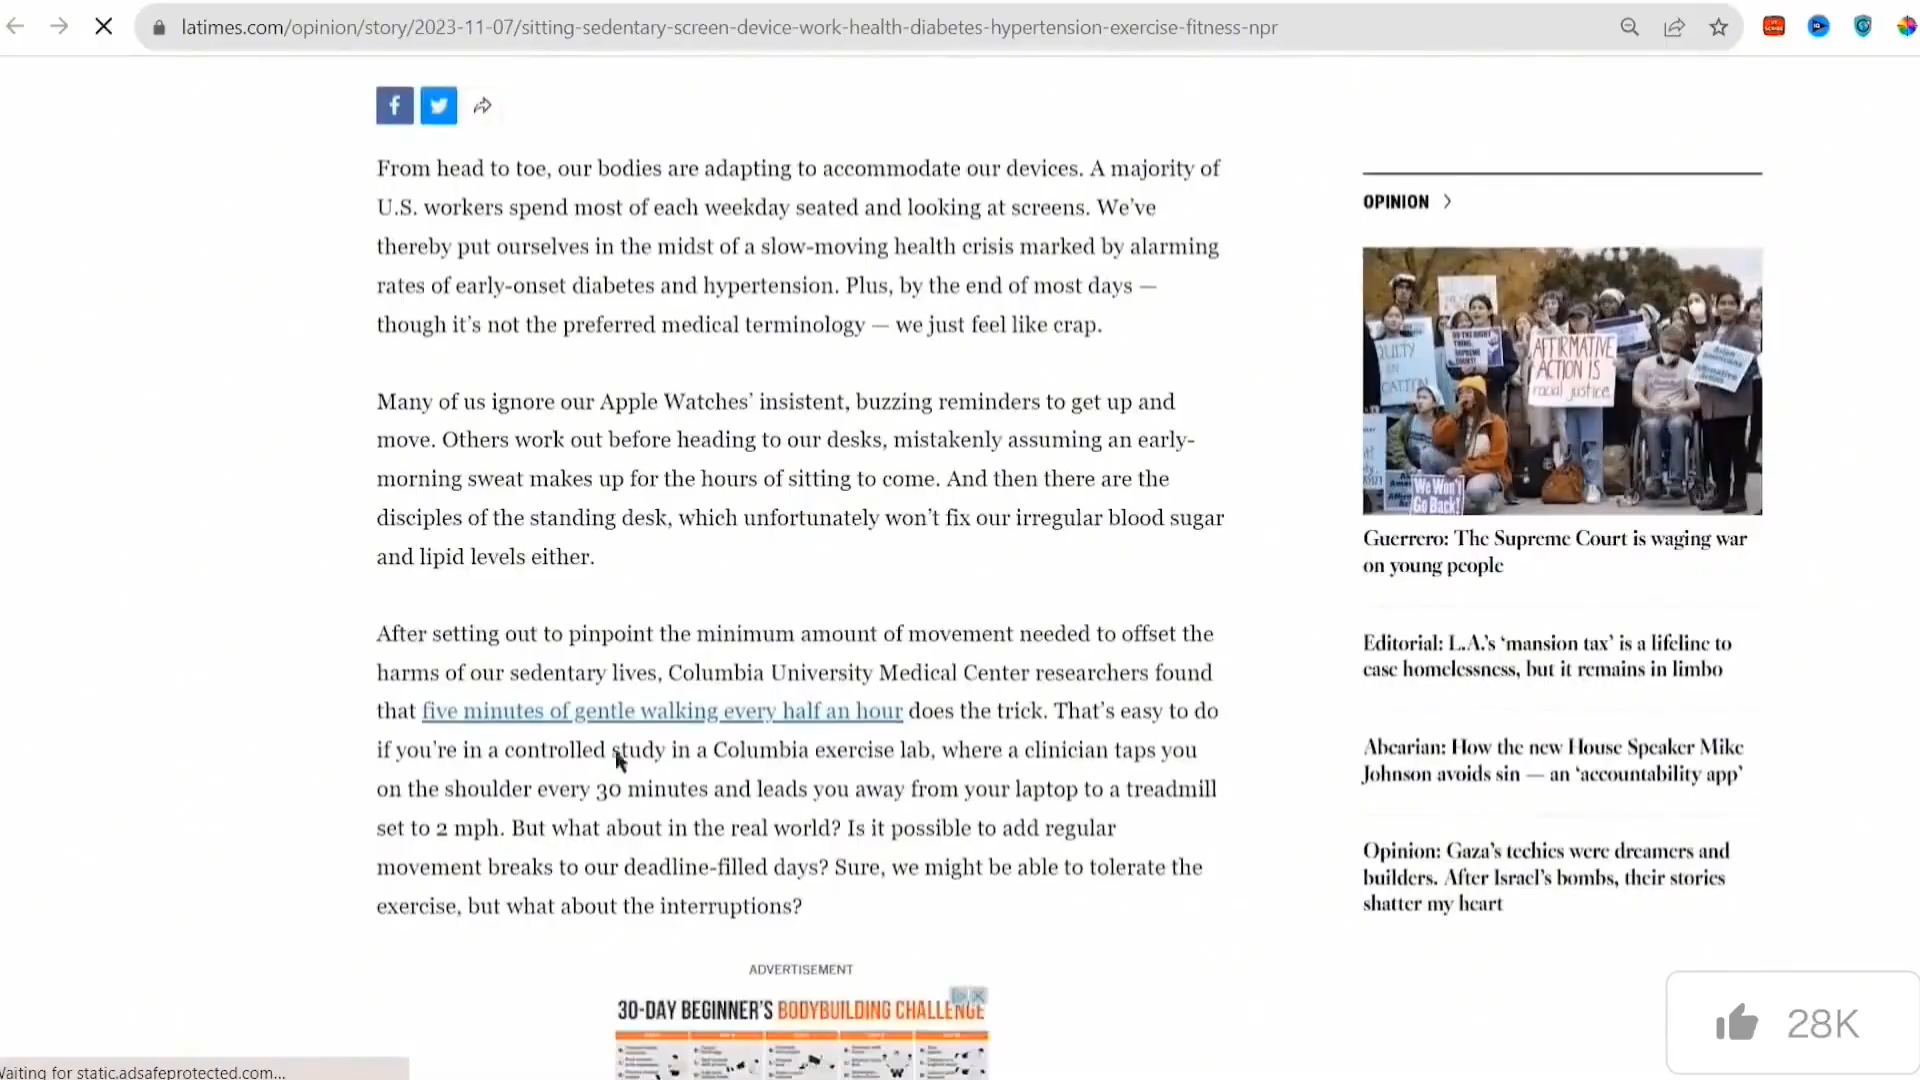 latimes.com/opinion/story/2023-11-07/sitting-sedentary-screen-device-work-health-diabetes-hypertension-exercise-fitness-npr
From head to toe, our bodies are adapting to accommodate our devices. A majority of
U.S. workers spend most of each weekday seated and looking at screens. We’ve
thereby put ourselves in the midst of a slow-moving health crisis marked by alarming
rates of early-onset diabetes and hypertension. Plus, by the end of most days —
though it’s not the preferred medical terminology — we just feel like crap.
Many of us ignore our Apple Watches’ insistent, buzzing reminders to get up and
move. Others work out before heading to our desks, mistakenly assuming an early-
morning sweat makes up for the hours of sitting to come. And then there are the
disciples of the standing desk, which unfortunately won’t fix our irregular blood sugar
and lipid levels either.
After setting out to pinpoint the minimum amount of movement needed to offset the
harms of our sedentary lives, Columbia University Medical Center researchers found
that five minutes of gentle walking every half an hour does the trick. That’s easy to do
if you’re in a controlled study in a Columbia exercise lab, where a clinician taps you
on the shoulder every 30 minutes and leads you away from your laptop to a treadmill
set to 2 mph. But what about in the real world? Is it possible to add regular
movement breaks to our deadline-filled days? Sure, we might be able to tolerate the
exercise, but what about the interruptions?
ADVERTISEMENT
30-DAY BEGINNER'S BODYBUILDING CHALLENGE
OPINION
AFFIRMATIVE
ACTION IS
racial justice
We Won't
Go Back!
Guerrero: The Supreme Court is waging war
on young people
Editorial: L.A.’s ‘mansion tax’ is a lifeline to
ease homelessness, but it remains in limbo
Abcarian: How the new House Speaker Mike
Johnson avoids sin — an ‘accountability app’
Opinion: Gaza’s techies were dreamers and
builders. After Israel’s bombs, their stories
shatter my heart
28K
Waiting for static.adsafeprotected.com...